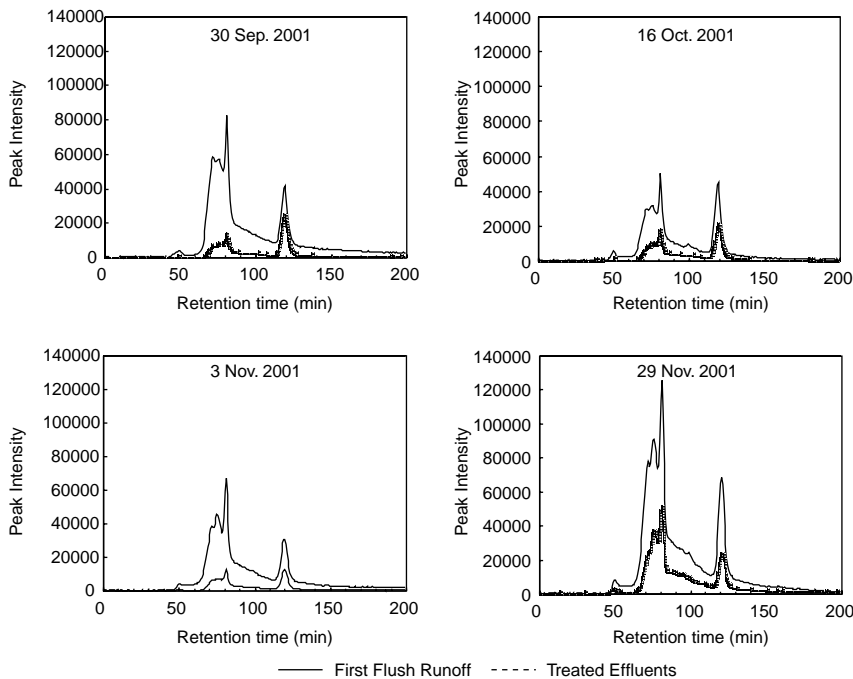 30 Sep. 2001
Peak Intensity
140000
120000
100000
80000
60000
40000
20000
0
0 50 100 150 200
Retention time (min)
16 Oct. 2001
Peak Intensity
140000
120000
100000
80000
60000
40000
20000
0
0 50 100 150 200
Retention time (min)
3 Nov. 2001
Peak Intensity
140000
120000
100000
80000
60000
40000
20000
0
0 50 100 150 200
Retention time (min)
29 Nov. 2001
Peak Intensity
140000
120000
100000
80000
60000
40000
20000
0
0 50 100 150 200
Retention time (min)
First Flush Runoff Treated Effluents